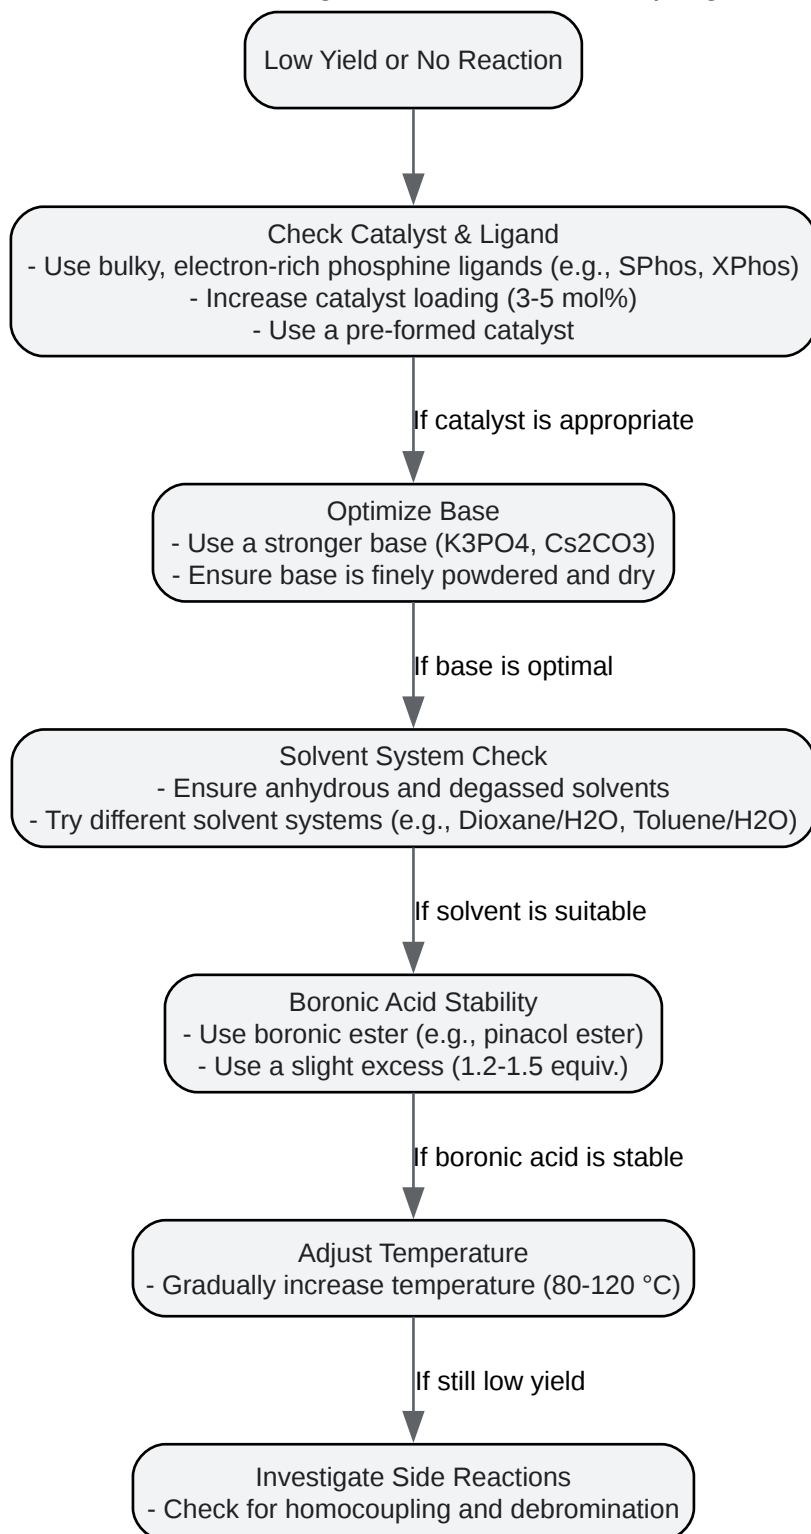 Low Yield or No Reaction
Check Catalyst & Ligand
- Use bulky, electron-rich phosphine ligands (e.g., SPhos, XPhos)
- Increase catalyst loading (3-5 mol%)
- Use a pre-formed catalyst
If catalyst is appropriate
Optimize Base
- Use a stronger base (K3PO4, Cs2CO3)
- Ensure base is finely powdered and dry
If base is optimal
Solvent System Check
- Ensure anhydrous and degassed solvents
- Try different solvent systems (e.g., Dioxane/H2O, Toluene/H2O)
If solvent is suitable
Boronic Acid Stability
- Use boronic ester (e.g., pinacol ester)
- Use a slight excess (1.2-1.5 equiv.)
If boronic acid is stable
Adjust Temperature
- Gradually increase temperature (80-120 °C)
If still low yield
Investigate Side Reactions
- Check for homocoupling and debromination